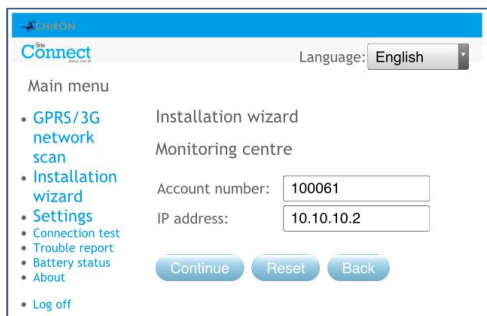 CHIRON
Connect
Language: English
Main menu
GPRS/3G
network
scan
Installation
wizard
Settings
Connection test
Trouble report
Battery status
About
Log off
Installation wizard
Monitoring centre
Account number: 100061
IP address: 10.10.10.2
Continue Reset Back